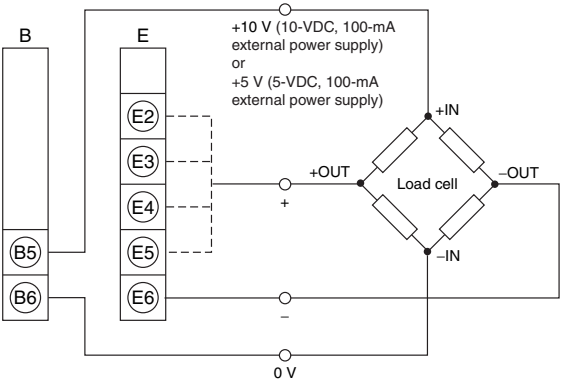 B
E
+10 V (10-VDC, 100-mA
external power supply)
or
+5 V (5-VDC, 100-mA
external power supply)
E2
E3
E4
E5
E6
B5
B6
+IN
+OUT
–OUT
Load cell
–IN
+
–
0 V